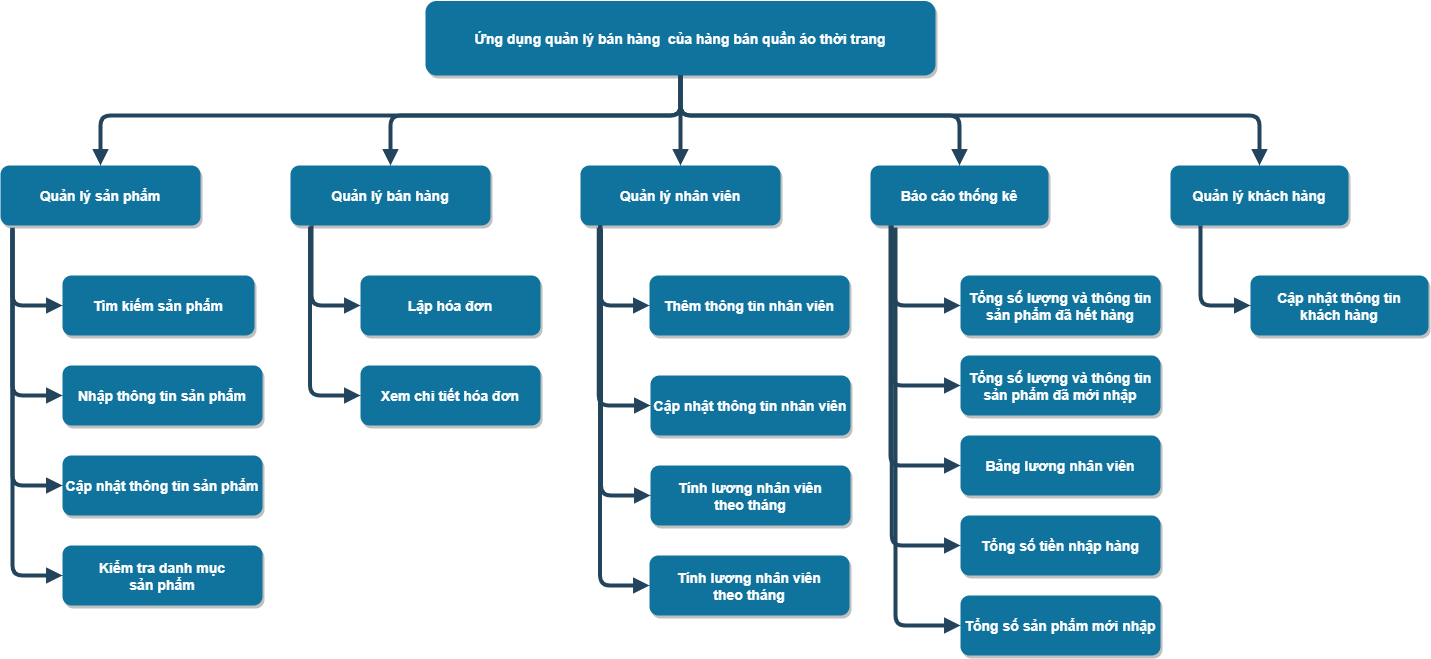 Ứng dụng quản lý bán hàng của hàng bán quần áo thời trang
Quản lý sản phẩm
Quản lý bán hàng
Quản lý nhân viên
Báo cáo thống kê
Quản lý khách hàng
Tìm kiếm sản phẩm
Nhập thông tin sản phẩm
Cập nhật thông tin sản phẩm
Kiểm tra danh mục
sản phẩm
Lập hóa đơn
Xem chi tiết hóa đơn
Thêm thông tin nhân viên
Cập nhật thông tin nhân viên
Tính lương nhân viên
theo tháng
Tính lương nhân viên
theo tháng
Tổng số lượng và thông tin
sản phẩm đã hết hàng
Tổng số lượng và thông tin
sản phẩm đã mới nhập
Bảng lương nhân viên
Tổng số tiền nhập hàng
Tổng số sản phẩm mới nhập
Cập nhật thông tin
khách hàng